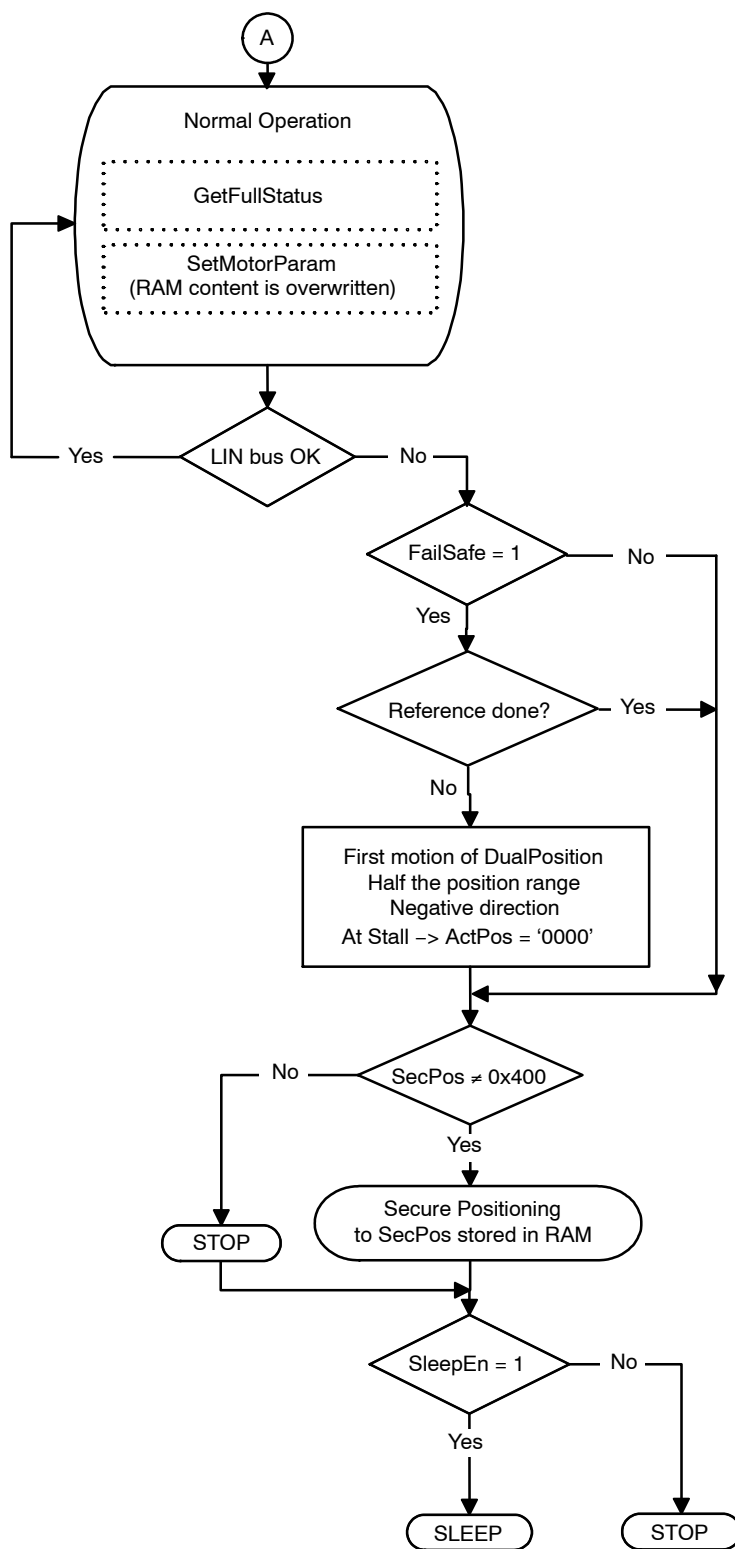 A
Normal Operation
GetFullStatus
SetMotorParam
(RAM content is overwritten)
Yes
LIN bus OK
No
FailSafe = 1
No
Yes
Reference done?
Yes
No
First motion of DualPosition
Half the position range
Negative direction
At Stall −> ActPos = ‘0000’
No
SecPos ≠ 0x400
Yes
Secure Positioning
to SecPos stored in RAM
STOP
SleepEn = 1
No
Yes
SLEEP
STOP